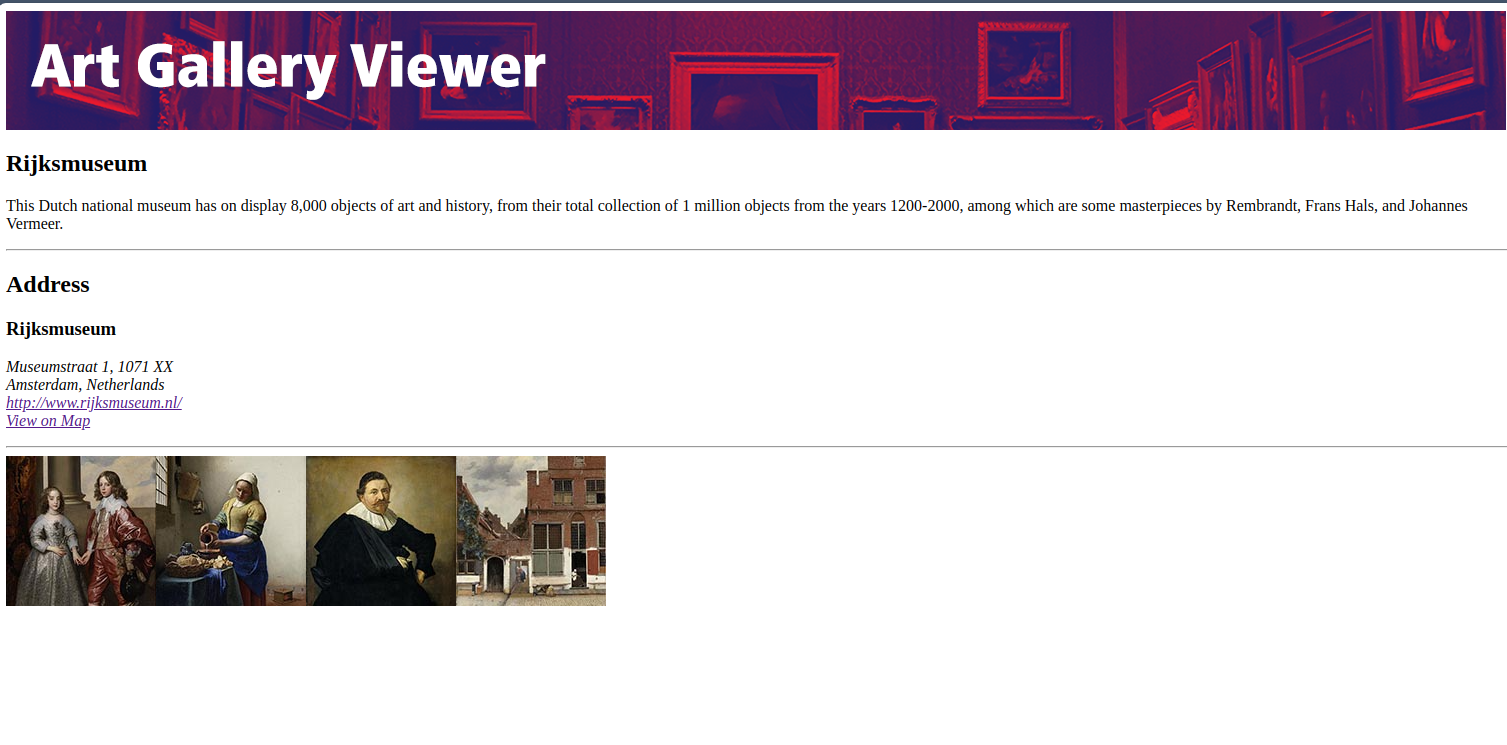 Art Gallery Viewer
Rijksmuseum
This Dutch national museum has on display 8,000 objects of art and history, from their total collection of 1 million objects from the years 1200-2000, among which are some masterpieces by Rembrandt, Frans Hals, and Johannes
Vermeer.
Address
Rijksmuseum
Museumstraat 1, 1071 XX
Amsterdam, Netherlands
http://www.rijksmuseum.nl/
View on Map